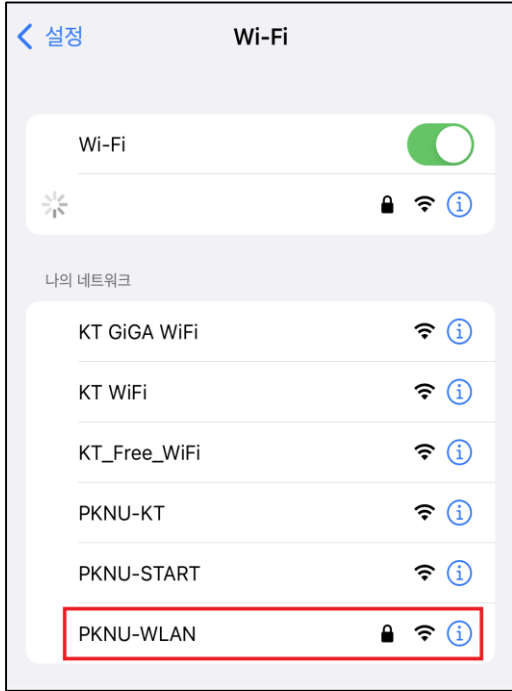 설정
Wi-Fi
Wi-Fi
나의 네트워크
KT GiGA WiFi
KT WiFi
KT_Free_WiFi
PKNU-KT
PKNU-START
PKNU-WLAN